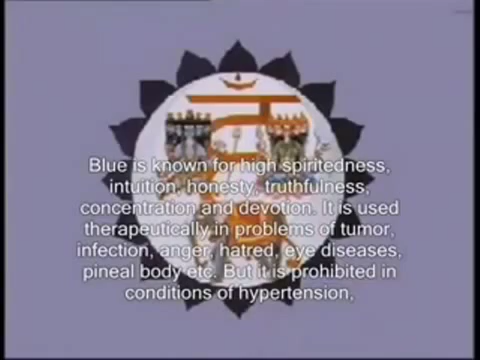 Blue is known for high spiritedness,
intuition, honesty, truthfulness,
concentration and devotion. It is used
therapeutically in problems of tumor,
infection, anger, hatred, eye diseases,
pineal body etc. But it is prohibited in
conditions of hypertension,